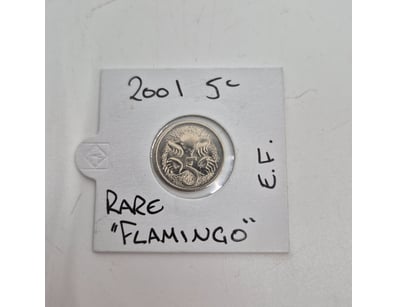 2001 5c
E.F.
RARE
"FLAMINGO"